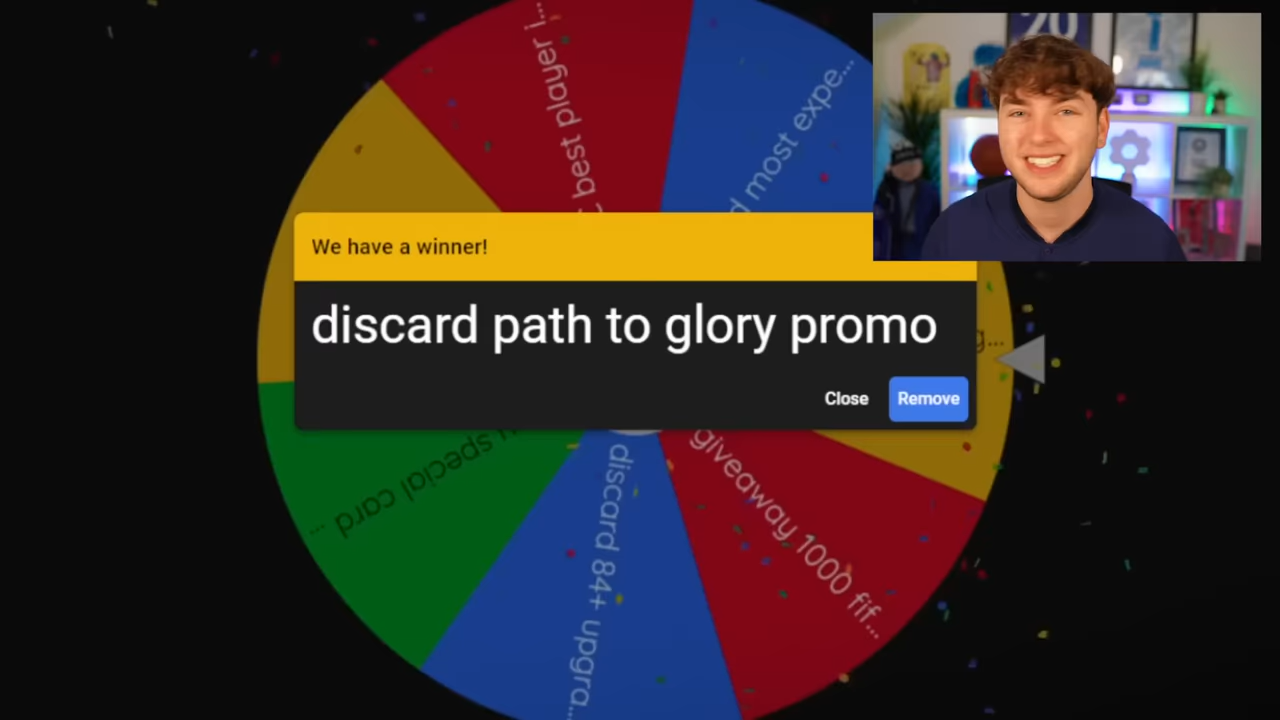 best player i...
most expe...
We have a winner!
discard path to glory promo
Close
Remove
g...
special card ...
discard 84+ upgra...
giveaway 1000 fif...
20